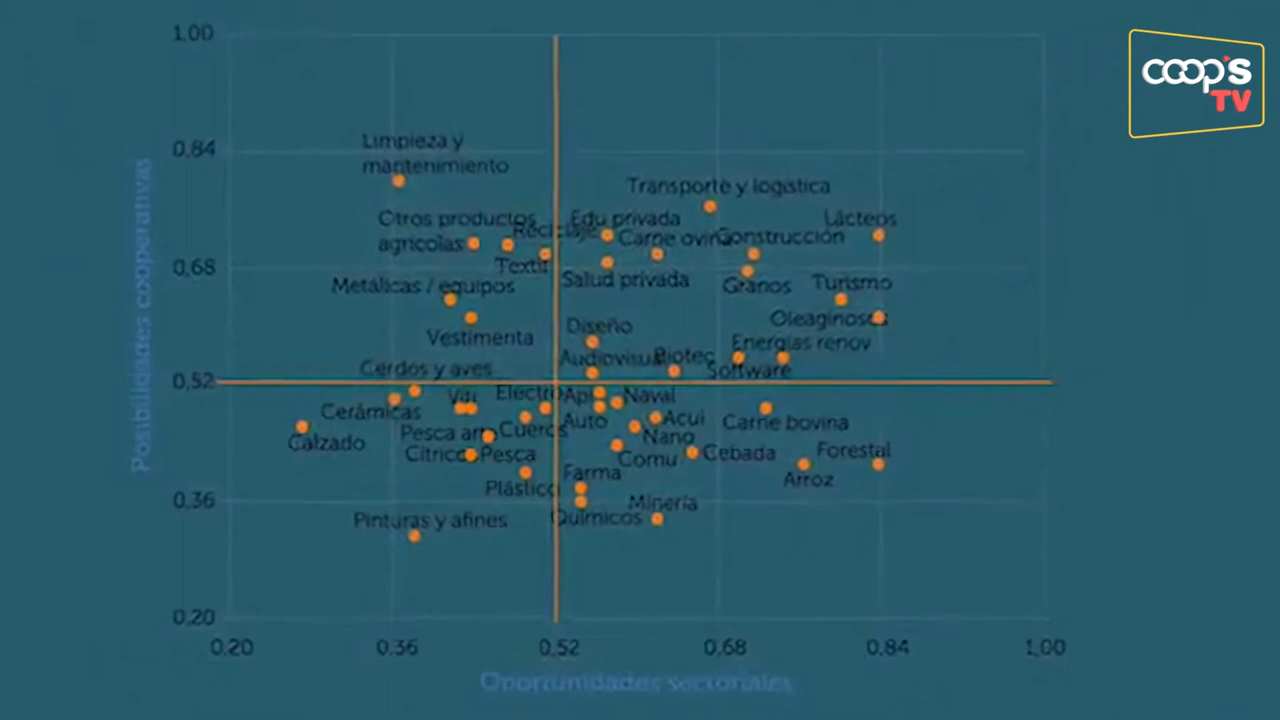 1,00
coop's
TV
Limpieza y
mantenimiento
0,84
Transporte y logística
Otros productos
agrícolas
Reciclaje
Edu privada
Carne ovina
Construcción
Lácteos
Textil
0,68
Salud privada
Granos
Turismo
Metálicas / equipos
Oleaginosas
Vestimenta
Diseño
Energías renov
Audiovisual
Biotec
Software
Cerdos y aves
0,52
Viti
Electro
Api
Naval
Cerámicas
Auto
Acui
Carne bovina
Calzado
Pesca art
Cueros
Nano
Cítricos
Pesca
Cornu
Cebada
Forestal
Plástico
Farma
Arroz
0,36
Minería
Pinturas y afines
Químicos
0,20
0,20
0,36
0,52
0,68
0,84
1,00
Posibilidades cooperativas
Oportunidades sectoriales